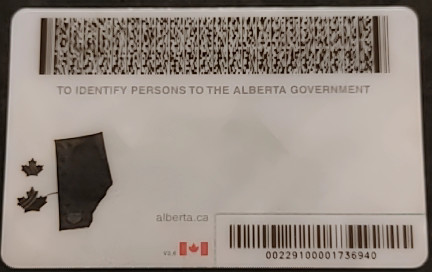 TO IDENTIFY PERSONS TO THE ALBERTA GOVERNMENT
alberta.ca
00229100001736940